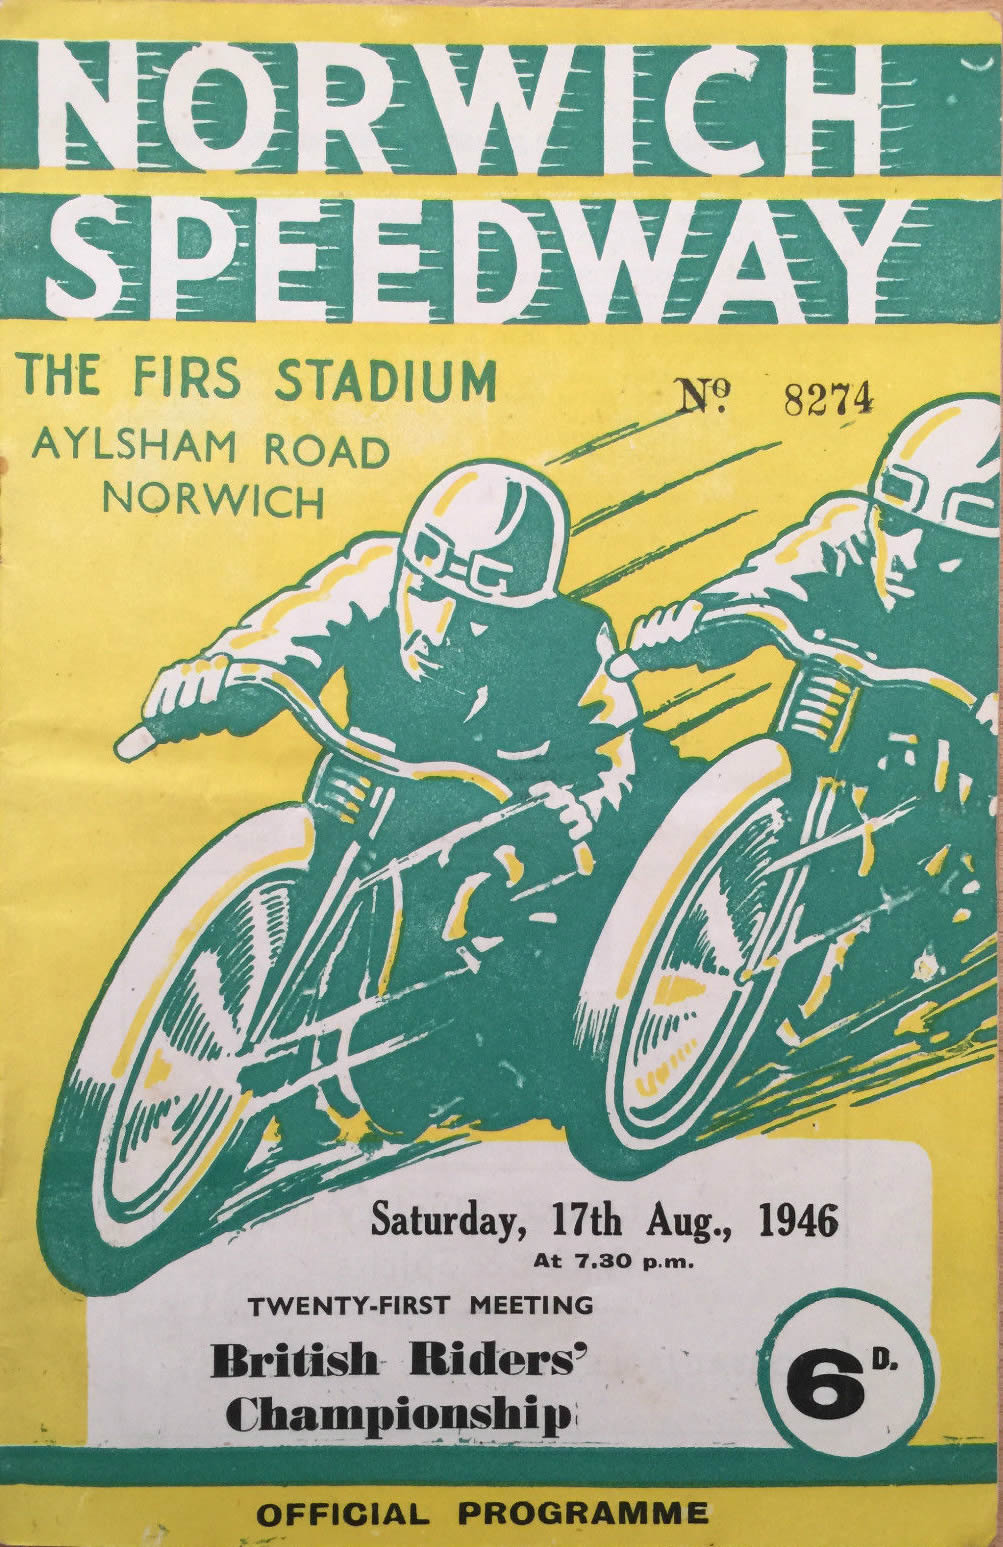 NORWICH
SPEEDWAY
THE FIRS STADIUM
Nº. 8274
AYLSHAM ROAD
NORWICH
Saturday, 17th Aug., 1946
At 7.30 p.m.
TWENTY-FIRST MEETING
British Riders'
Championship
6D.
OFFICIAL PROGRAMME